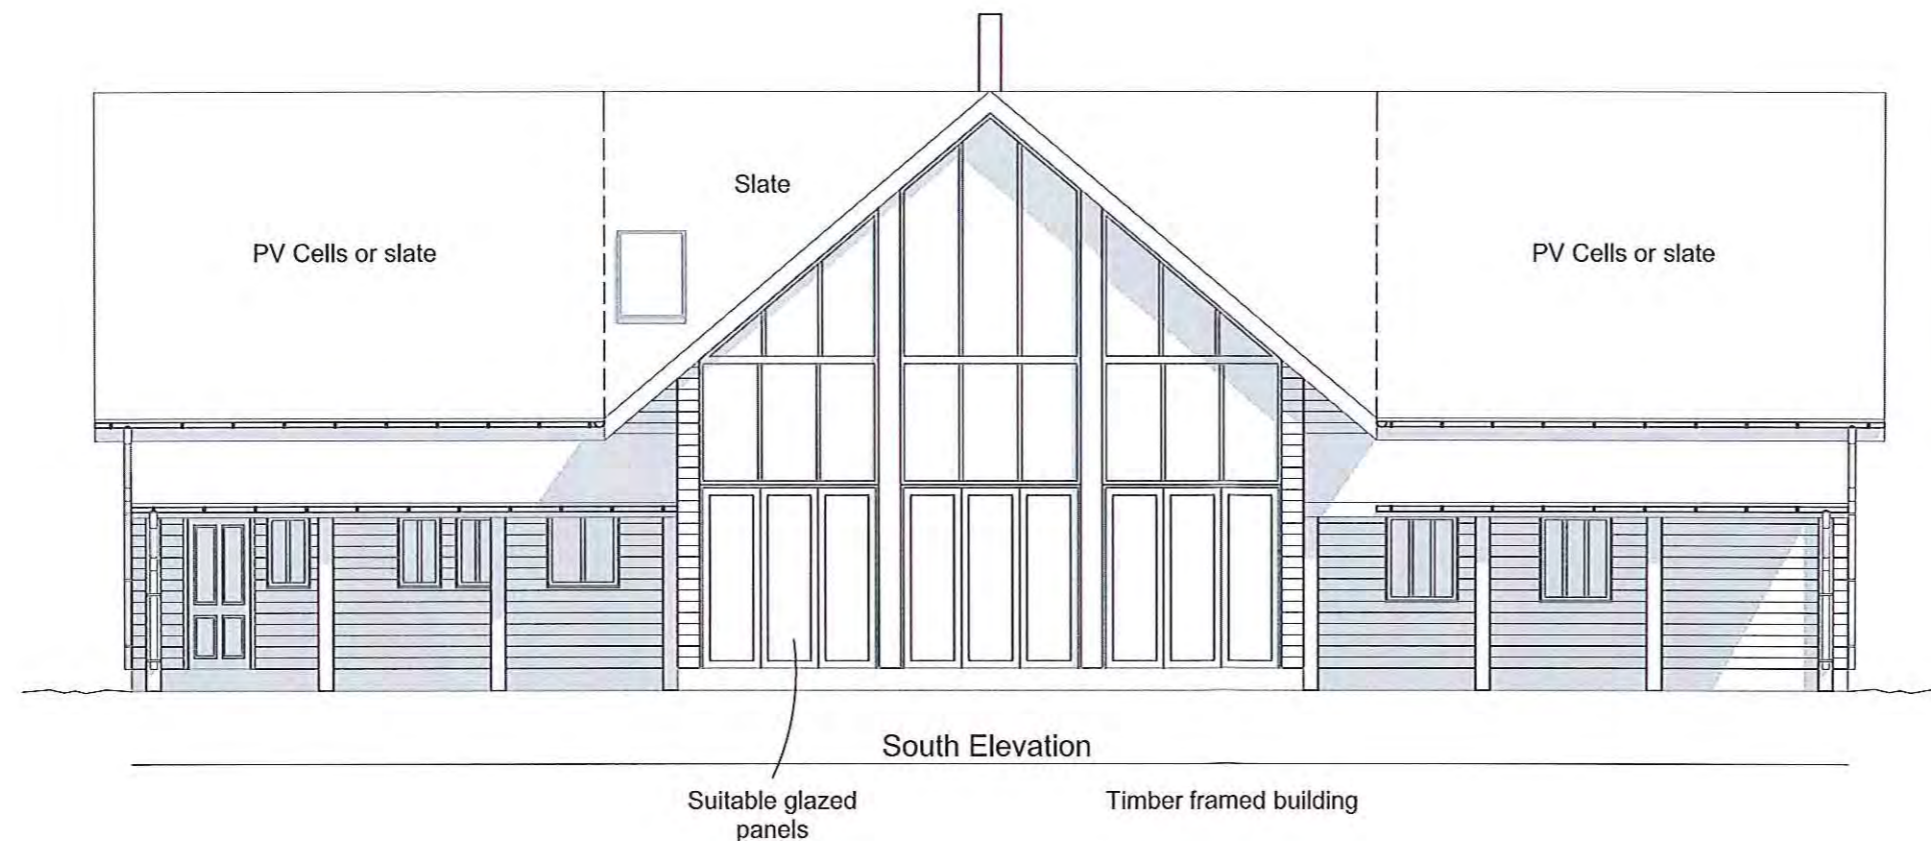 Slate
PV Cells or slate
PV Cells or slate
South Elevation
Suitable glazed
panels
Timber framed building